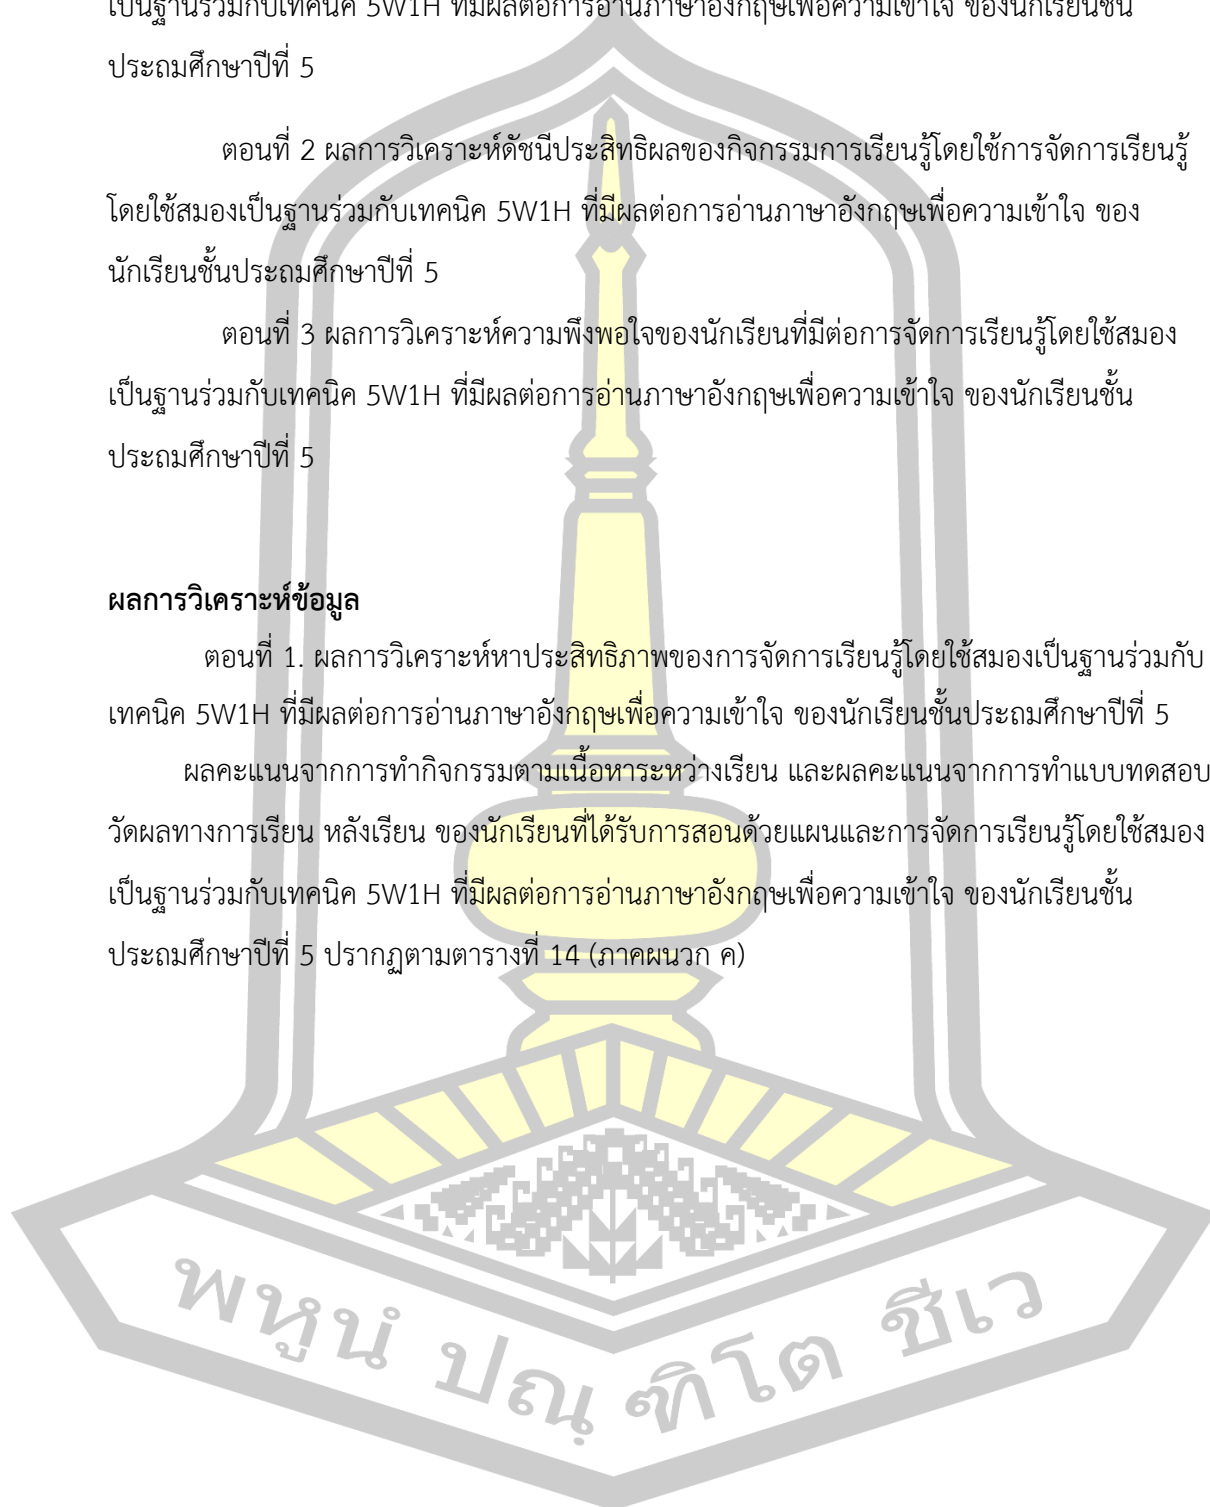 เป็นฐานร่วมกับเทคนิค 5W1H ที่มีผลต่อการอ่านภาษาอังกฤษเพื่อความเข้าใจ ของนักเรียนชั้น
ประถมศึกษาปีที่ 5
ตอนที่ 2 ผลการวิเคราะห์ดัชนีประสิทธิผลของกิจกรรมการเรียนรู้โดยใช้การจัดการเรียนรู้
โดยใช้สมองเป็นฐานร่วมกับเทคนิค 5W1H ที่มีผลต่อการอ่านภาษาอังกฤษเพื่อความเข้าใจ ของ
นักเรียนชั้นประถมศึกษาปีที่ 5
ตอนที่ 3 ผลการวิเคราะห์ความพึงพอใจของนักเรียนที่มีต่อการจัดการเรียนรู้โดยใช้สมอง
เป็นฐานร่วมกับเทคนิค 5W1H ที่มีผลต่อการอ่านภาษาอังกฤษเพื่อความเข้าใจ ของนักเรียนชั้น
ประถมศึกษาปีที่ 5
ผลการวิเคราะห์ข้อมูล
ตอนที่ 1. ผลการวิเคราะห์หาประสิทธิภาพของการจัดการเรียนรู้โดยใช้สมองเป็นฐานร่วมกับ
เทคนิค 5W1H ที่มีผลต่อการอ่านภาษาอังกฤษเพื่อความเข้าใจ ของนักเรียนชั้นประถมศึกษาปีที่ 5
ผลคะแนนจากการทำกิจกรรมตามเนื้อหาระหว่างเรียน และผลคะแนนจากการทำแบบทดสอบ
วัดผลทางการเรียน หลังเรียน ของนักเรียนที่ได้รับการสอนด้วยแผนและการจัดการเรียนรู้โดยใช้สมอง
เป็นฐานร่วมกับเทคนิค 5W1H ที่มีผลต่อการอ่านภาษาอังกฤษเพื่อความเข้าใจ ของนักเรียนชั้น
ประถมศึกษาปีที่ 5 ปรากฏตามตารางที่ 14 (ภาคผนวก ค)
พหูนํ ปณฺฑิโต ชีเว